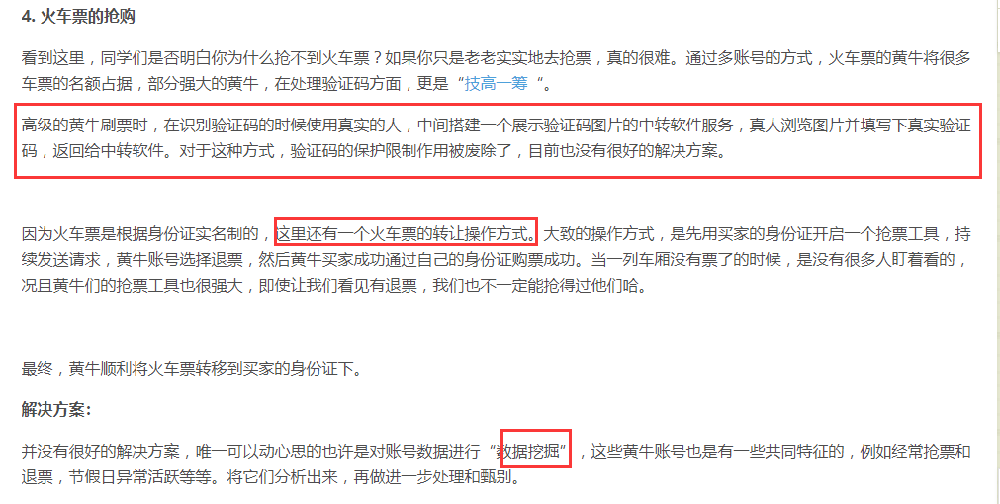 4. 火车票的抢购
看到这里，同学们是否明白你为什么抢不到火车票？如果你只是老老实实地去抢票，真的很难。通过多账号的方式，火车票的黄牛将很多
车票的名额占据，部分强大的黄牛，在处理验证码方面，更是“技高一筹“。
高级的黄牛刷票时，在识别验证码的时候使用真实的人，中间搭建一个展示验证码图片的中转软件服务，真人浏览图片并填写下真实验证
码，返回给中转软件。对于这种方式，验证码的保护限制作用被废除了，目前也没有很好的解决方案。
因为火车票是根据身份证实名制的，这里还有一个火车票的转让操作方式。大致的操作方式，是先用买家的身份证开启一个抢票工具，持
续发送请求，黄牛账号选择退票，然后黄牛买家成功通过自己的身份证购票成功。当一列车厢没有票了的时候，是没有很多人盯着看的，
况且黄牛们的抢票工具也很强大，即使让我们看见有退票，我们也不一定能抢得过他们哈。
最终，黄牛顺利将火车票转移到买家的身份证下。
解决方案：
并没有很好的解决方案，唯一可以动心思的也许是对账号数据进行“数据挖掘”，这些黄牛账号也是有一些共同特征的，例如经常抢票和
退票，节假日异常活跃等等。将它们分析出来，再做进一步处理和甄别。